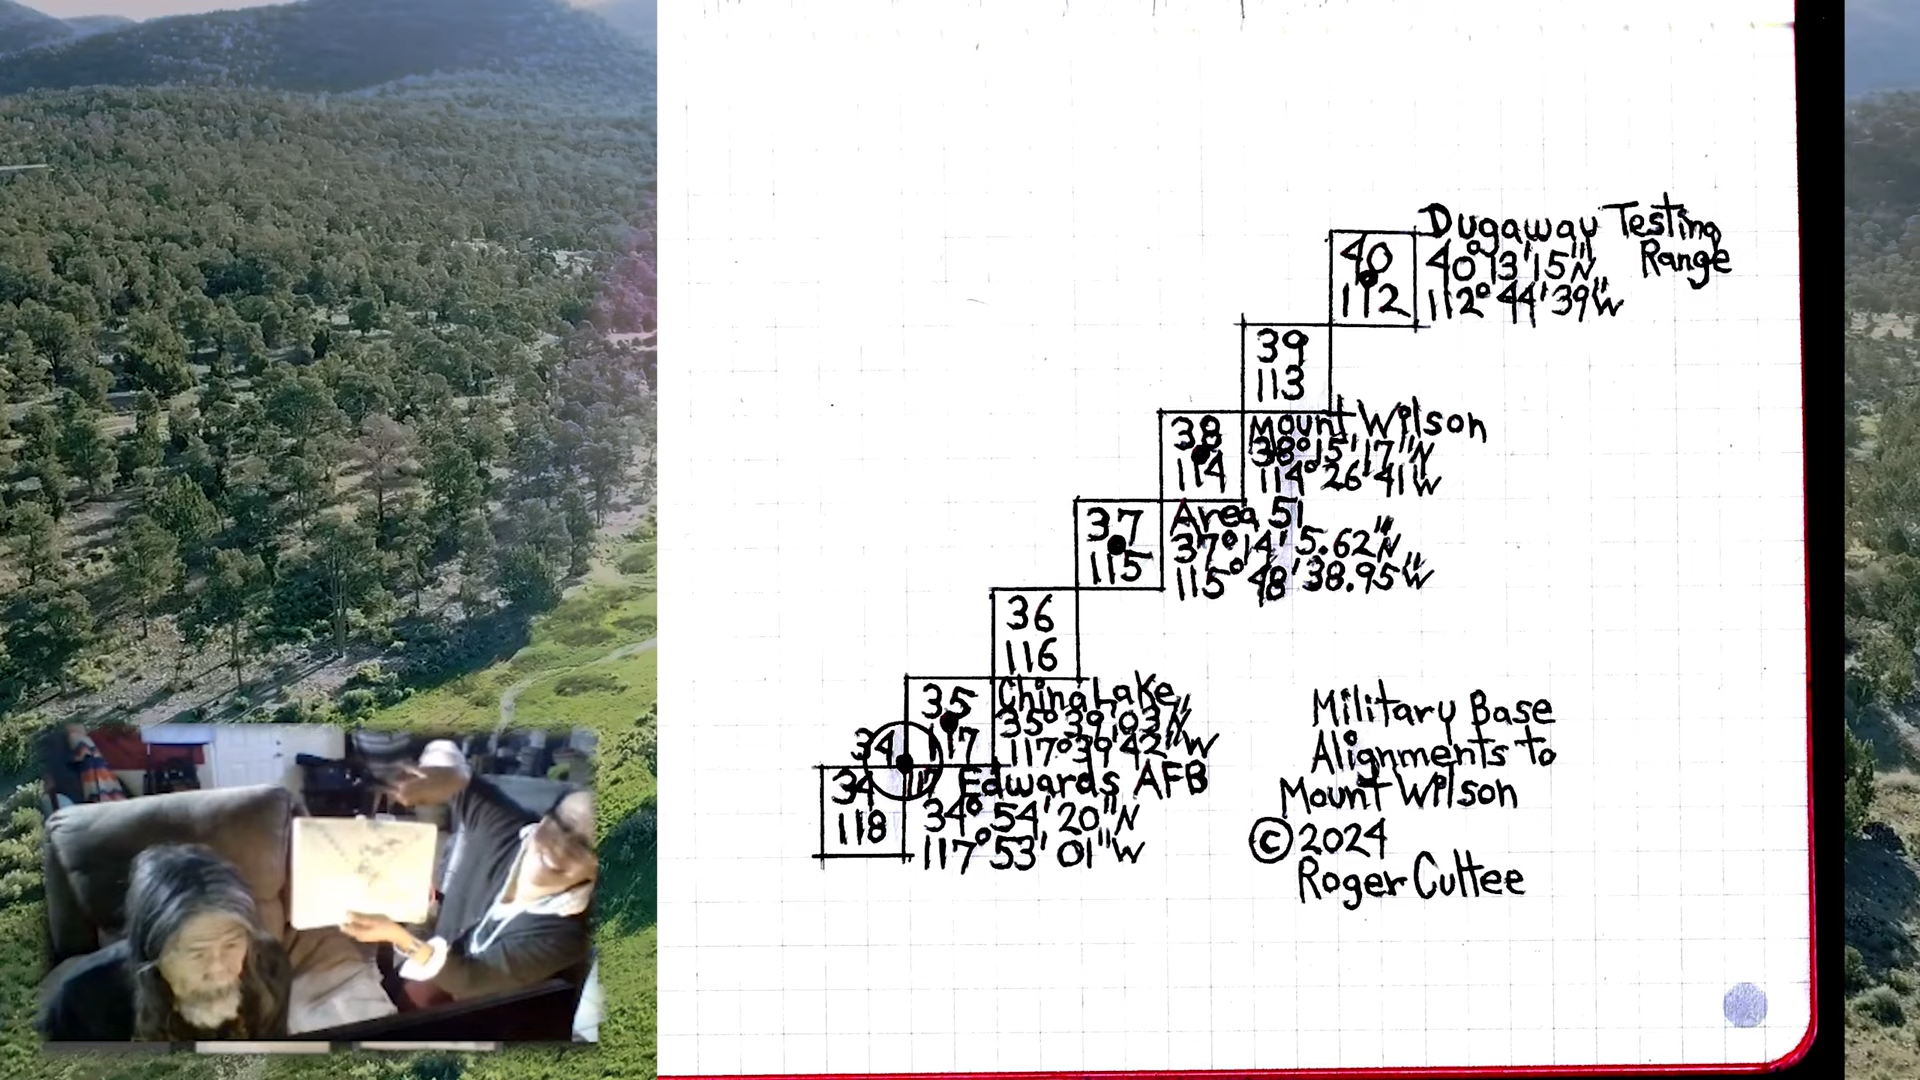 Dugaway Testing
Range
40
112
40°13'15"N
112°44'39"W
39
113
38
114
Mount Wilson
38°15'17"N
114°26'41W
37
115
Area 51
37°14'5.62"N
115°48'38.95"W
36
116
35
117
China Lake
35°39'03"N
117°39'42"W
34
17
34
118
Edwards AFB
34°54'20"N
117°53'01"W
Military Base
Alignments to
Mount Wilson
© 2024
Roger Cuttee